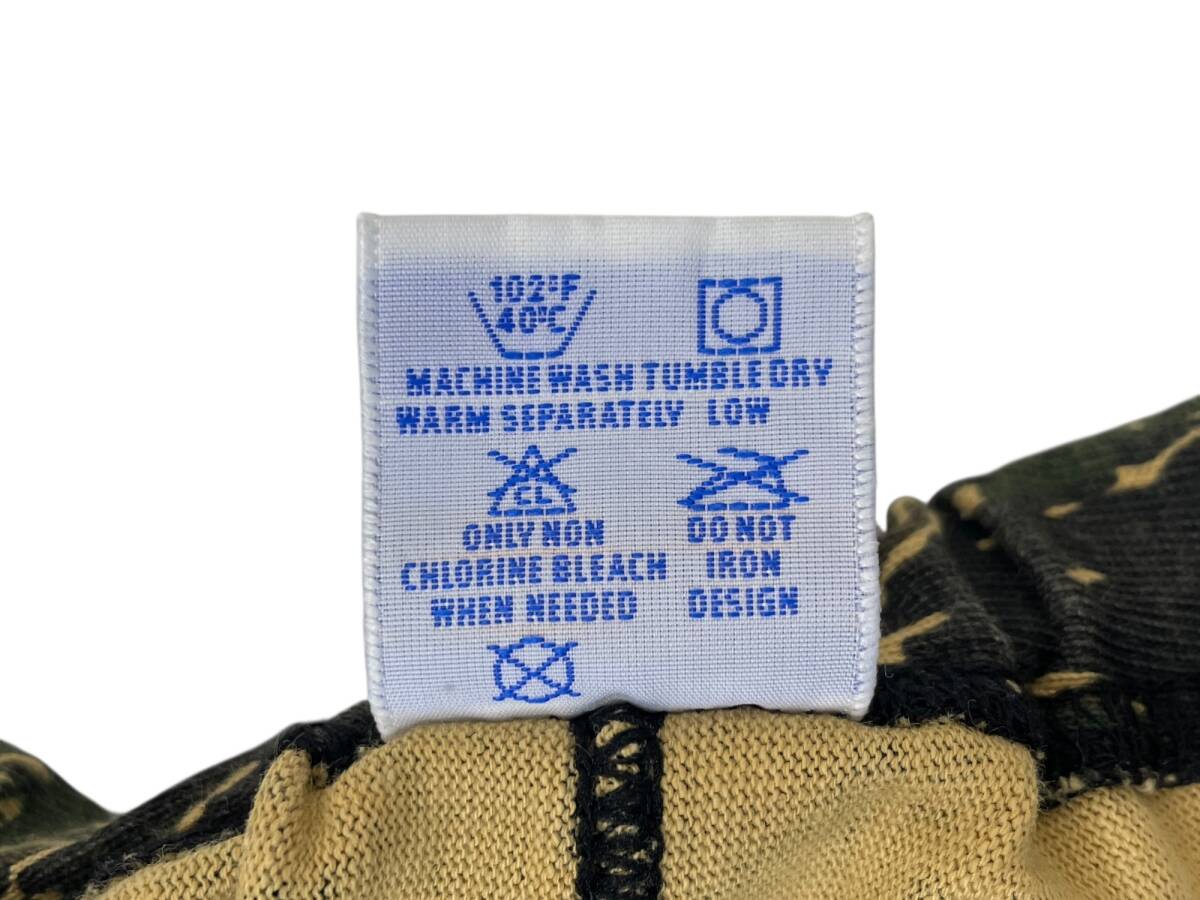 102°F
40°C
MACHINE WASH TUMBLE DRY
WARM SEPARATELY LOW
CL
ONLY NON DO NOT
CHLORINE BLEACH IRON
WHEN NEEDED DESIGN